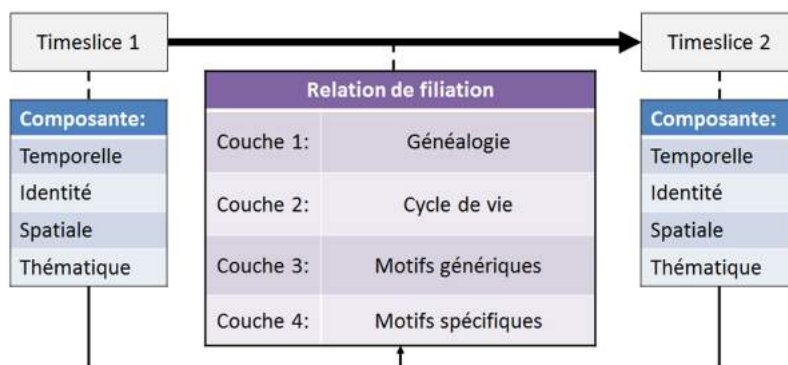 Timeslice 1
Timeslice 2
Relation de filiation
Couche 1: Généalogie
Couche 2: Cycle de vie
Couche 3: Motifs génériques
Couche 4: Motifs spécifiques
Composante:
Temporelle
Identité
Spatiale
Thématique
Composante:
Temporelle
Identité
Spatiale
Thématique